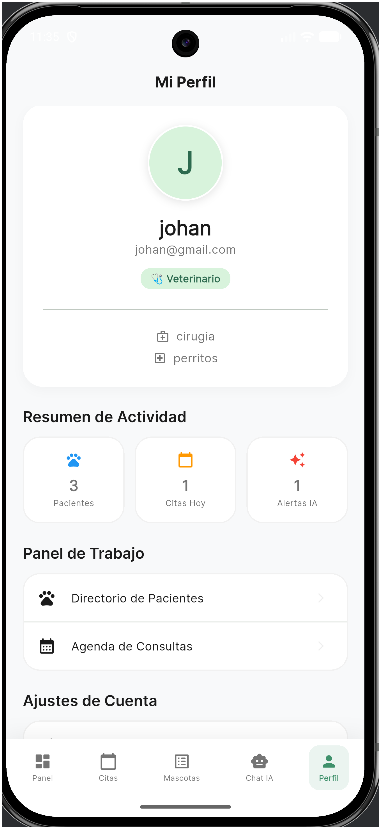 Mi Perfil
J
johan
johan@gmail.com
Veterinario
cirugia
perritos
Resumen de Actividad
3
Pacientes
1
Citas Hoy
1
Alertas IA
Panel de Trabajo
Directorio de Pacientes
Agenda de Consultas
Ajustes de Cuenta
Panel
Citas
Mascotas
Chat IA
Perfil